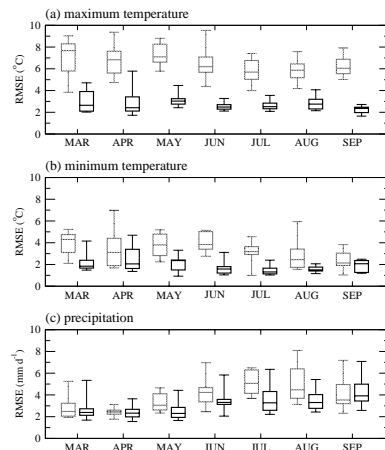 (a) maximum temperature
10
8
6
4
2
0
RMSE (°C)
MAR APR MAY JUN JUL AUG SEP
(b) minimum temperature
10
8
6
4
2
0
RMSE (°C)
MAR APR MAY JUN JUL AUG SEP
(c) precipitation
10
8
6
4
2
0
RMSE (mm d⁻¹)
MAR APR MAY JUN JUL AUG SEP